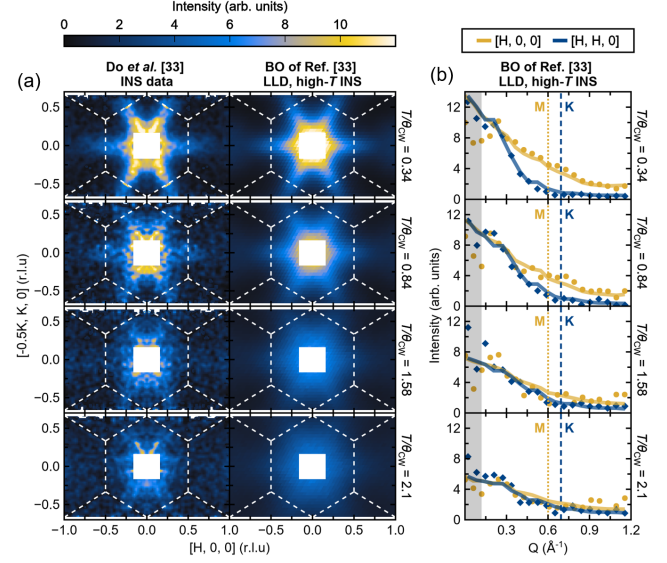 Intensity (arb. units)
0 2 4 6 8 10
[H, 0, 0] [H, H, 0]
(a) Do et al. [33] BO of Ref. [33]
INS data LLD, high-T INS
(b) BO of Ref. [33]
LLD, high-T INS
0.5
0.0
−0.5
T/θCW = 0.34
12
8
4
M K
T/θCW = 0.34
0.5
0.0
−0.5
T/θCW = 0.84
12
8
4
M K
T/θCW = 0.84
0.5
0.0
−0.5
T/θCW = 1.58
12
8
4
M K
T/θCW = 1.58
0.5
0.0
−0.5
T/θCW = 2.1
12
8
4
0
M K
T/θCW = 2.1
[-0.5K, K, 0] (r.l.u)
Intensity (arb. units)
−1.0 −0.5 0.0 0.5 −1.0 −0.5 0.0 0.5 1.0
[H, 0, 0] (r.l.u)
0.3 0.6 0.9 1.2
Q (Å-1)